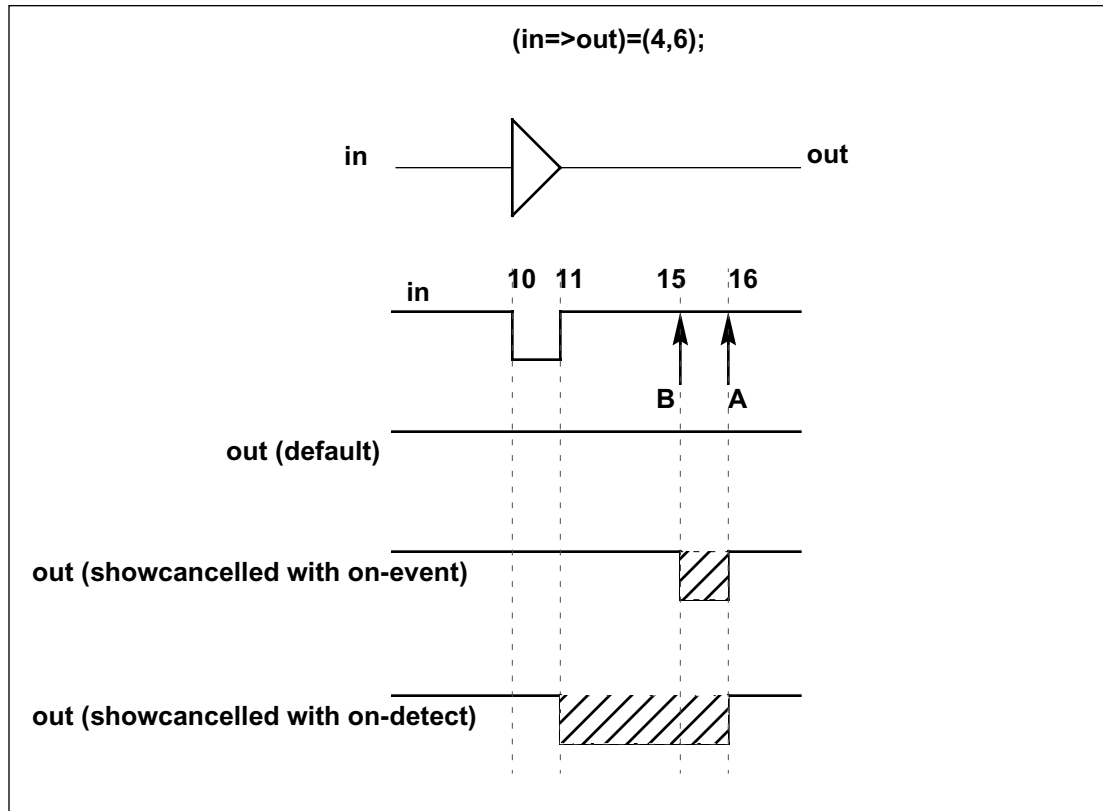 (in=>out)=(4,6);
in out
10 11 15 16
in
B A
out (default)
out (showcancelled with on-event)
out (showcancelled with on-detect)